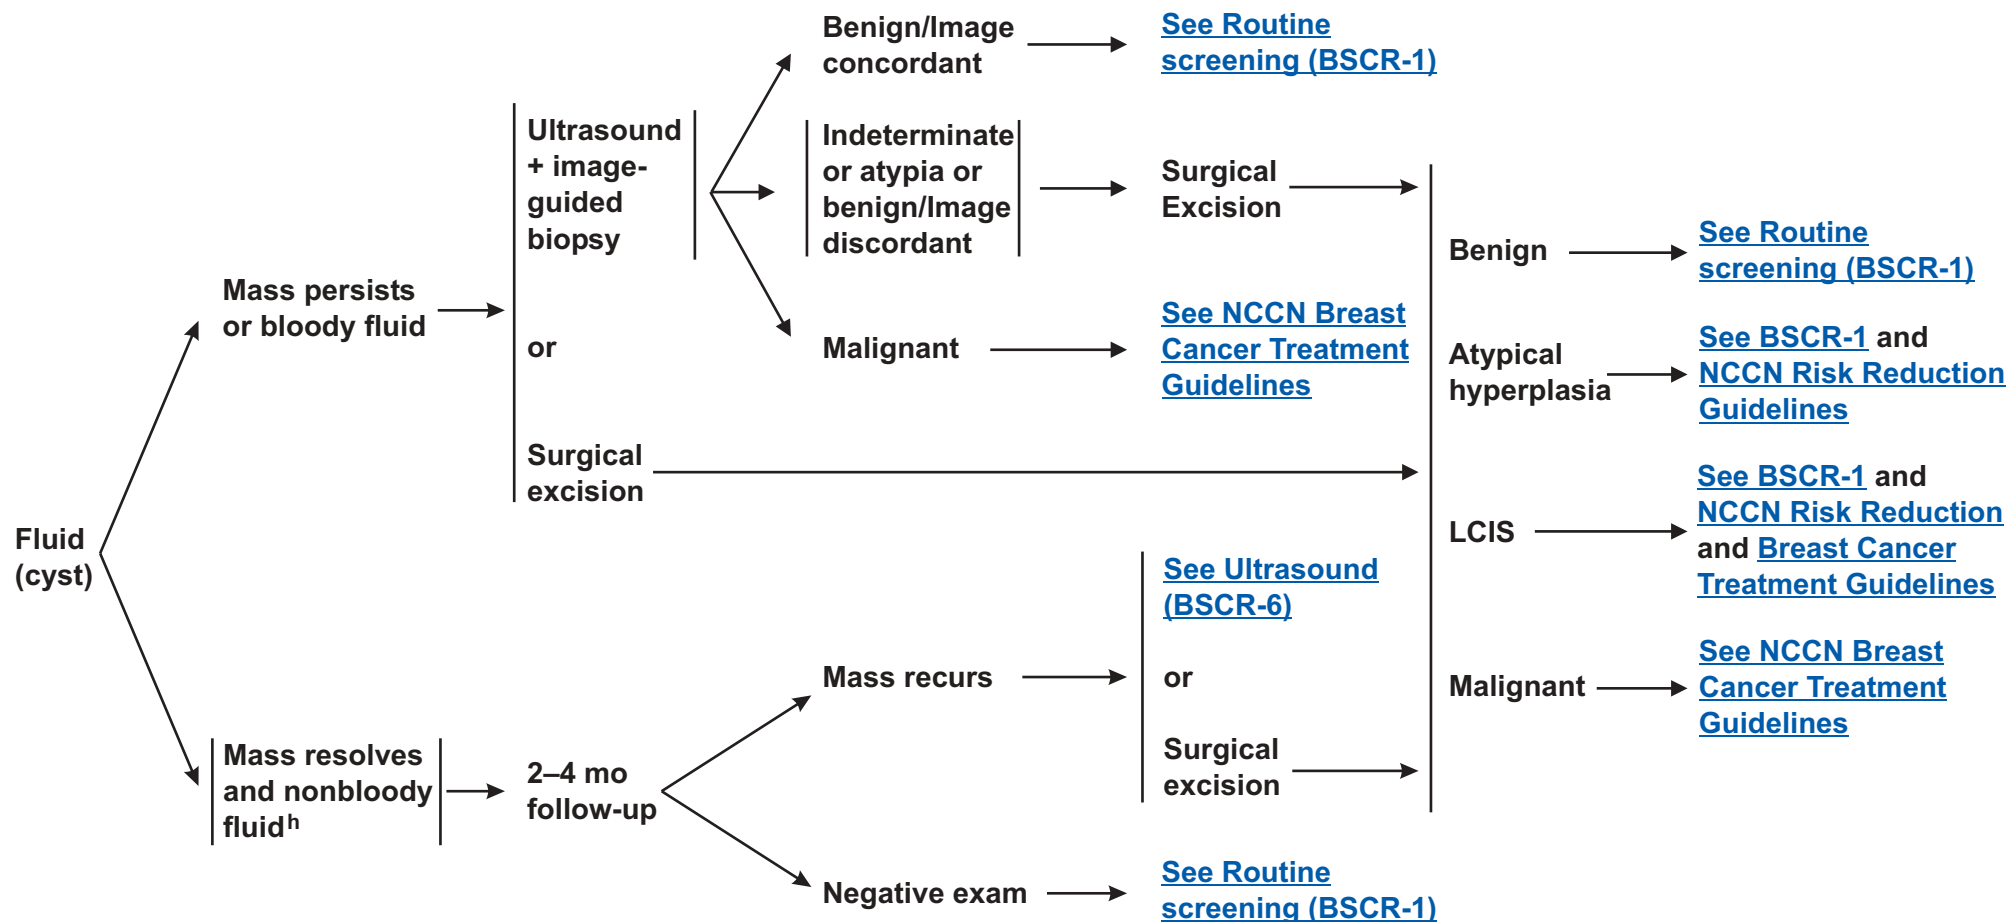 Benign/Image
concordant
See Routine
screening (BSCR-1)
Ultrasound
+ image-
guided
biopsy
Indeterminate
or atypia or
benign/Image
discordant
Surgical
Excision
Benign
See Routine
screening (BSCR-1)
Mass persists
or bloody fluid
or
Malignant
See NCCN Breast
Cancer Treatment
Guidelines
Atypical
hyperplasia
See BSCR-1 and
NCCN Risk Reduction
Guidelines
Surgical
excision
Fluid
(cyst)
LCIS
See BSCR-1 and
NCCN Risk Reduction
and Breast Cancer
Treatment Guidelines
See Ultrasound
(BSCR-6)
Mass recurs
or
Malignant
See NCCN Breast
Cancer Treatment
Guidelines
Mass resolves
and nonbloody
fluidʰ
2–4 mo
follow-up
Surgical
excision
Negative exam
See Routine
screening (BSCR-1)